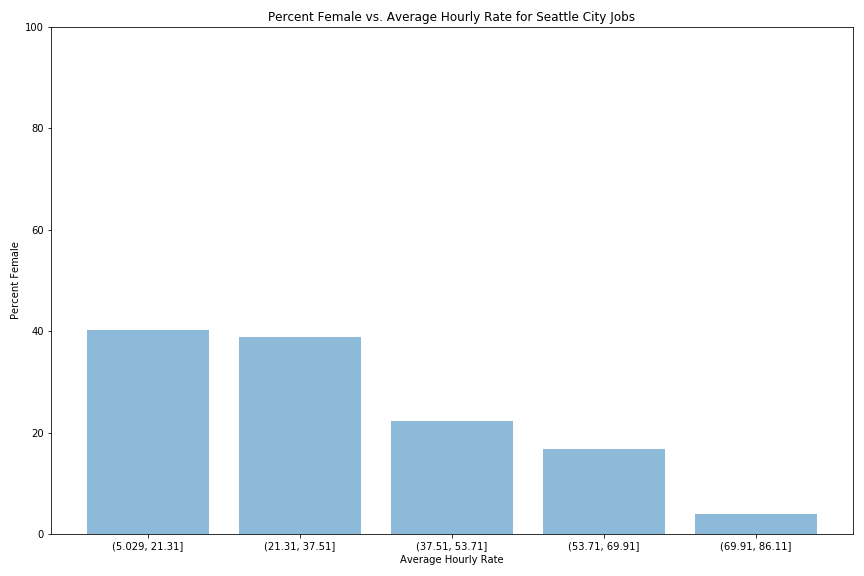 Percent Female vs. Average Hourly Rate for Seattle City Jobs
100
80
60
40
20
0
Percent Female
(5.029, 21.31] (21.31, 37.51] (37.51, 53.71] (53.71, 69.91] (69.91, 86.11]
Average Hourly Rate